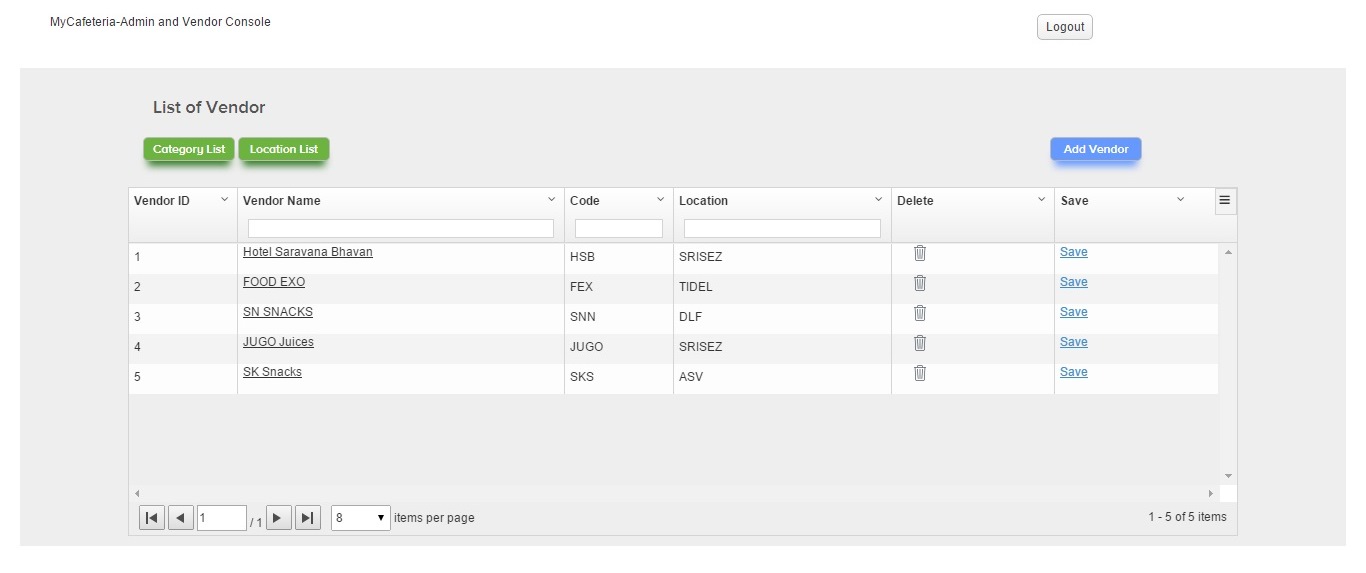 MyCafeteria-Admin and Vendor Console
Logout
List of Vendor
Category List Location List Add Vendor
Vendor ID Vendor Name Code Location Delete Save
1 Hotel Saravana Bhavan HSB SRISEZ Save
2 FOOD EXO FEX TIDEL Save
3 SN SNACKS SNN DLF Save
4 JUGO Juices JUGO SRISEZ Save
5 SK Snacks SKS ASV Save
1 / 1 8 items per page 1 - 5 of 5 items